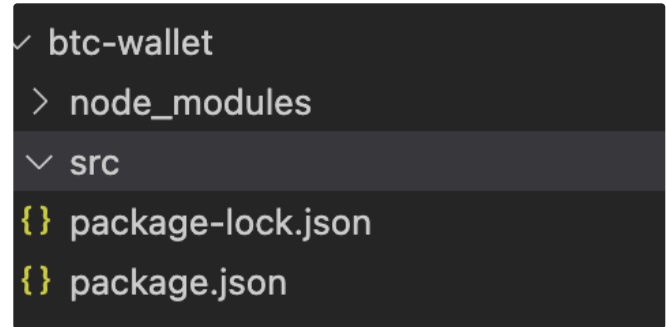 btc-wallet
node_modules
src
{} package-lock.json
{} package.json